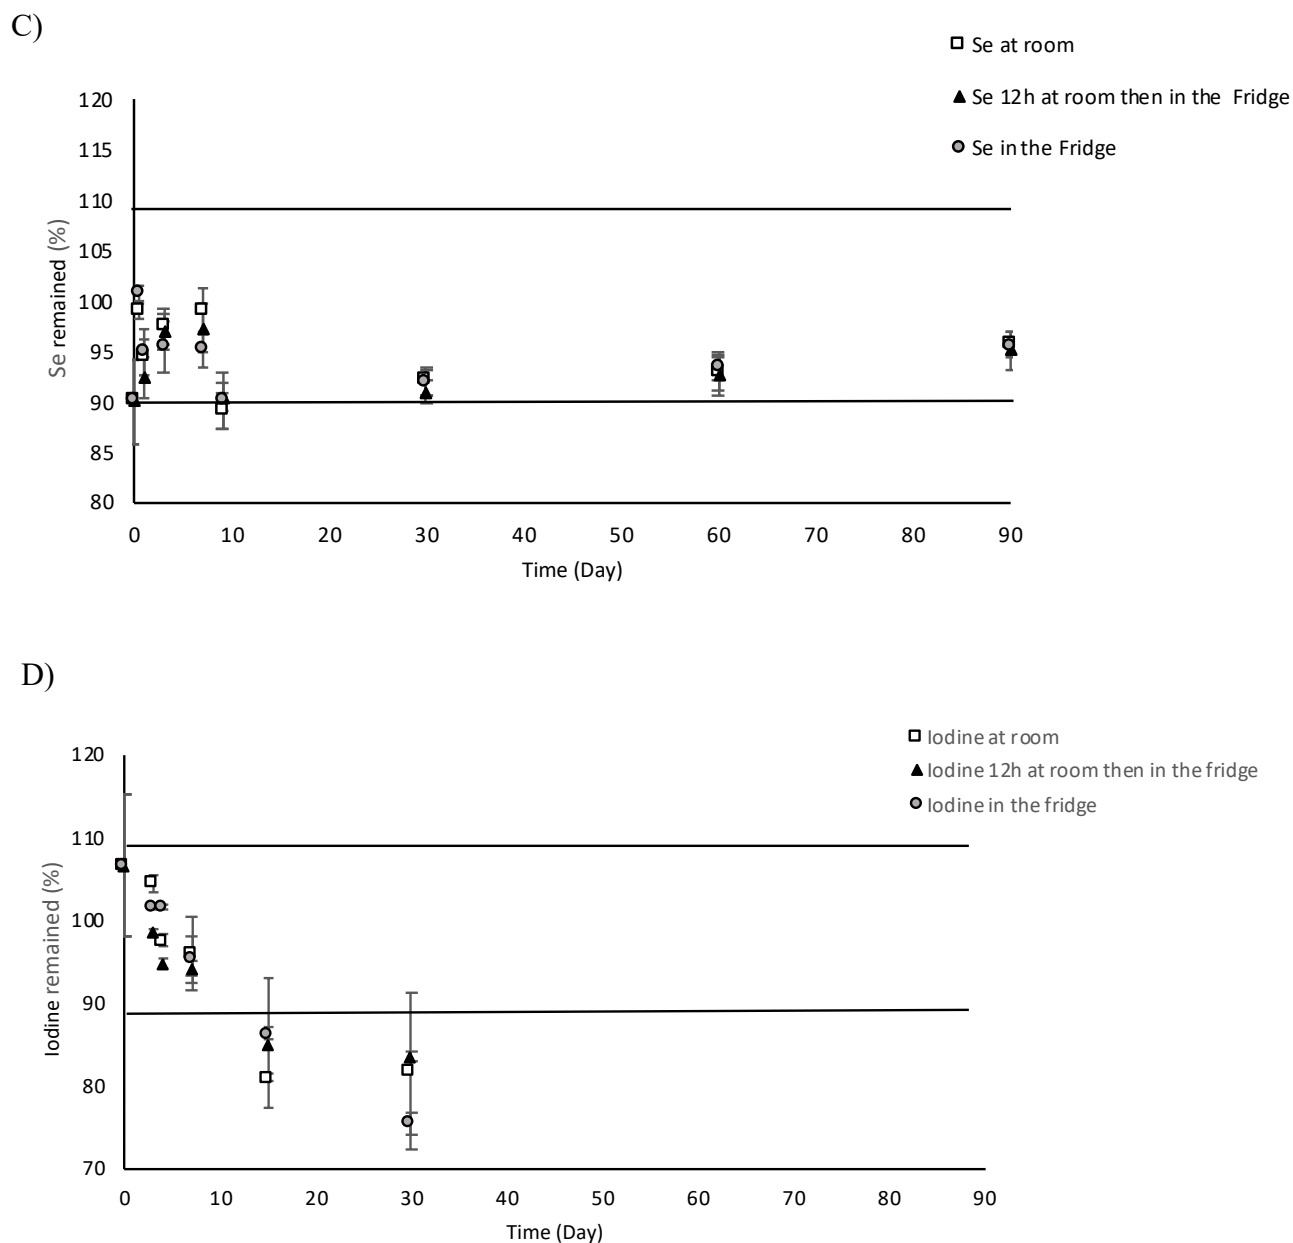 C)
Se at room
Se 12h at room then in the Fridge
Se in the Fridge
120
115
110
105
100
95
90
85
80
Se remained (%)
0 10 20 30 40 50 60 70 80 90
Time (Day)
D)
Iodine at room
Iodine 12h at room then in the fridge
Iodine in the fridge
120
110
100
90
80
70
Iodine remained (%)
0 10 20 30 40 50 60 70 80 90
Time (Day)